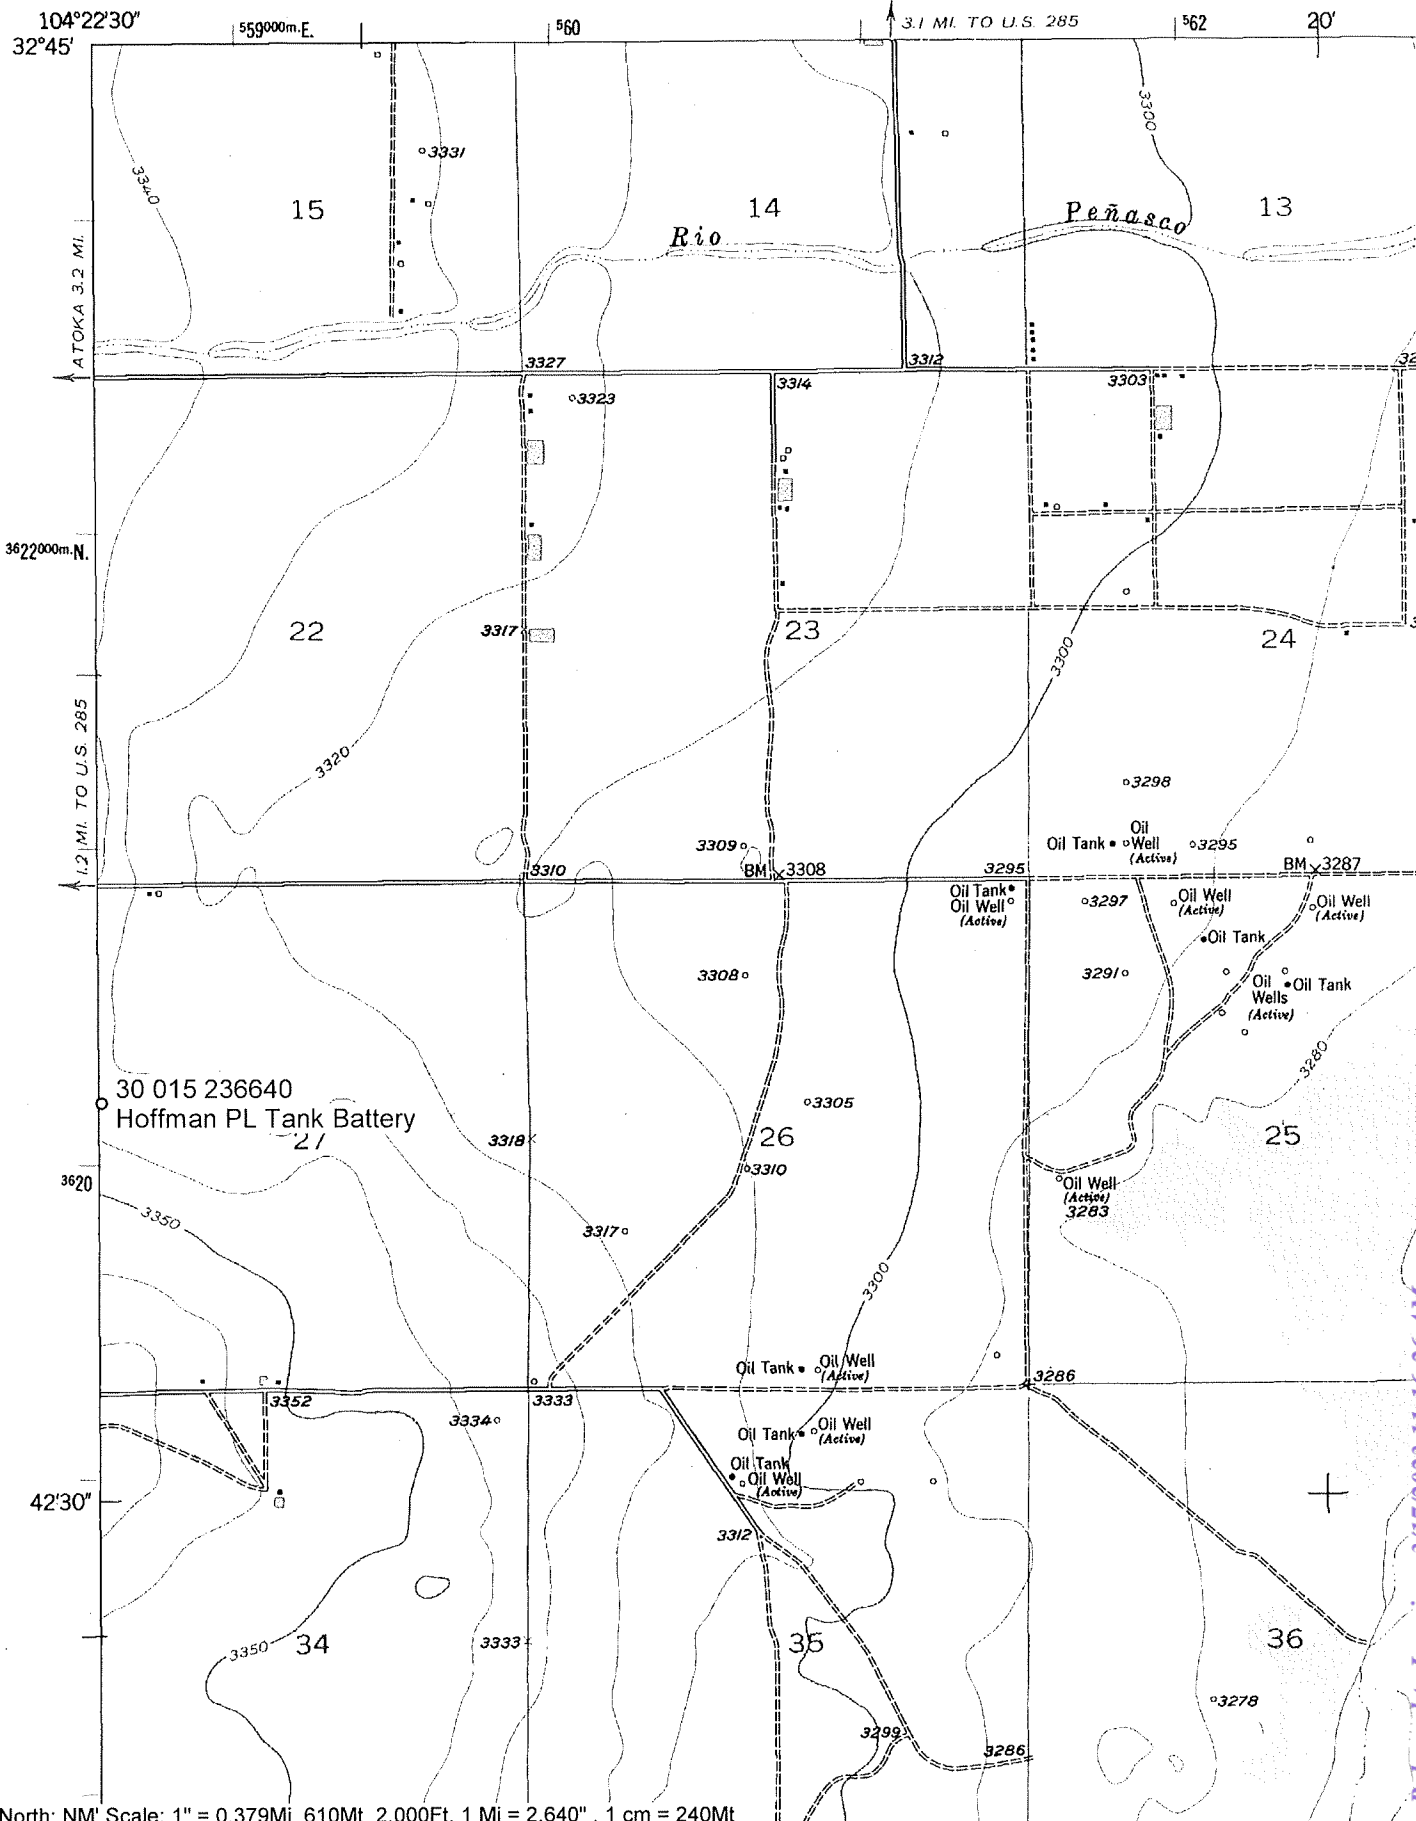 104°22'30" 559000m.E. 560 3.1 MI. TO U.S. 285 562 20'
32°45'
3300
3331
3340
15 14 13
Rio Peñasco
ATOKA 3.2 MI.
3327 3312
3314 3303
3323
3622000m.N.
22 3317 23 24
3300
1.2 MI. TO U.S. 285
3320
3298
Oil Tank Oil Well (Active) 3295
3309
3310 BM 3308 3295 BM 3287
Oil Tank
Oil Well (Active)
3297 Oil Well (Active) Oil Well (Active)
Oil Tank
3308 3291 Oil Wells (Active) Oil Tank
3280
30 015 236640
Hoffman PL Tank Battery
3305
27 3318 26 25
3310
3620
Oil Well (Active)
3283
3350
3317
3300
Oil Tank Oil Well (Active)
3352 3333 3286
3334
Oil Tank Oil Well (Active)
Oil Tank
Oil Well (Active)
42'30"
3312
3350 34 3333 35 36
3278
3299 3286
North: NM' Scale: 1" = 0.379Mi 610Mt 2,000Ft, 1 Mi = 2.640" , 1 cm = 240Mt